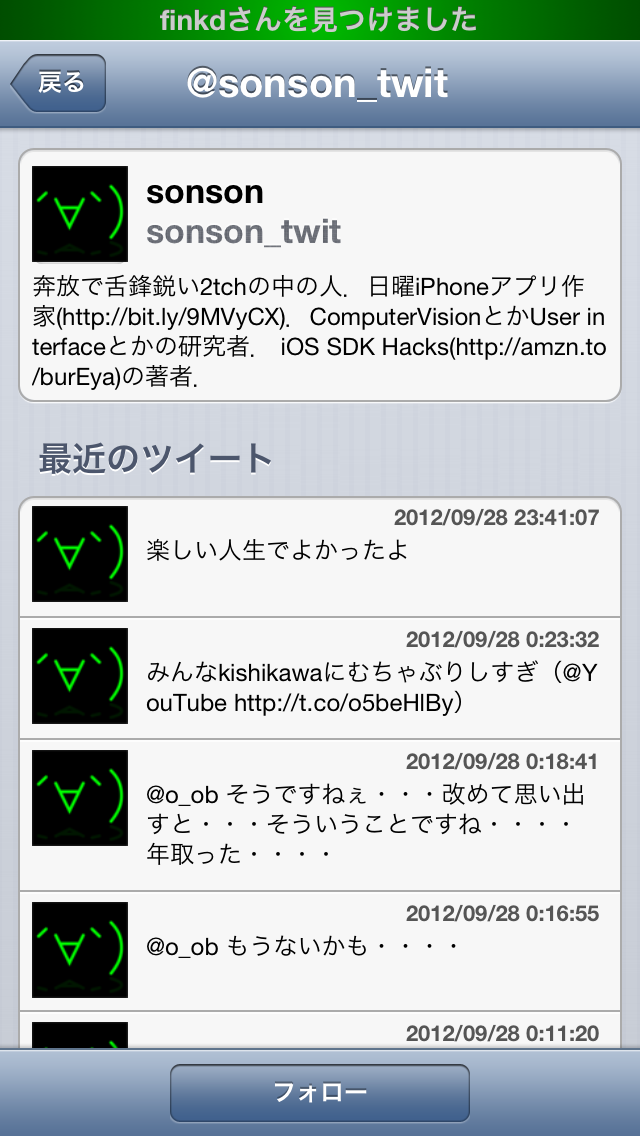 finkdさんを見つけました
戻る
@sonson_twit
sonson
sonson_twit
奔放で舌鋒鋭い2tchの中の人．日曜iPhoneアプリ作
家(http://bit.ly/9MVyCX)．ComputerVisionとかUser in
terfaceとかの研究者． iOS SDK Hacks(http://amzn.to
/burEya)の著者．
最近のツイート
2012/09/28 23:41:07
楽しい人生でよかったよ
2012/09/28 0:23:32
みんなkishikawaにむちゃぶりしすぎ（@Y
ouTube http://t.co/o5beHlBy）
2012/09/28 0:18:41
@o_ob そうですねぇ・・・改めて思い出
すと・・・そういうことですね・・・・
年取った・・・・
2012/09/28 0:16:55
@o_ob もうないかも・・・・
2012/09/28 0:11:20
フォロー